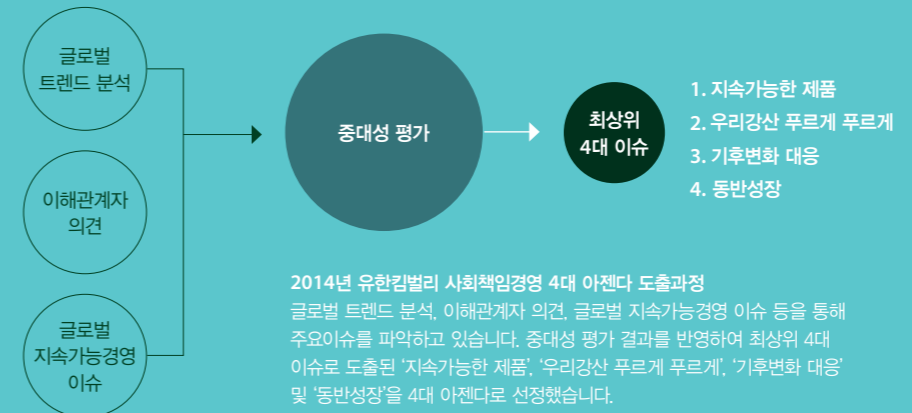 글로벌
트렌드 분석
이해관계자
의견
글로벌
지속가능경영
이슈
중대성 평가
최상위
4대 이슈
1. 지속가능한 제품
2. 우리강산 푸르게 푸르게
3. 기후변화 대응
4. 동반성장
2014년 유한킴벌리 사회책임경영 4대 아젠다 도출과정
글로벌 트렌드 분석, 이해관계자 의견, 글로벌 지속가능경영 이슈 등을 통해
주요이슈를 파악하고 있습니다. 중대성 평가 결과를 반영하여 최상위 4대
이슈로 도출된 ‘지속가능한 제품’, ‘우리강산 푸르게 푸르게’, ‘기후변화 대응’
및 ‘동반성장’을 4대 아젠다로 선정했습니다.